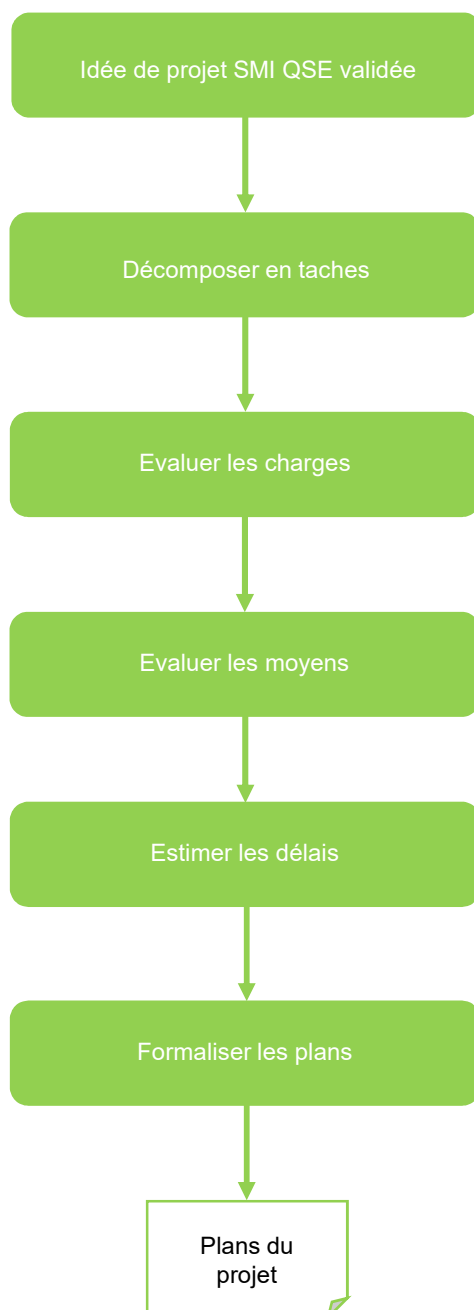 Idée de projet SMI QSE validée
Décomposer en taches
Evaluer les charges
Evaluer les moyens
Estimer les délais
Formaliser les plans
Plans du
projet